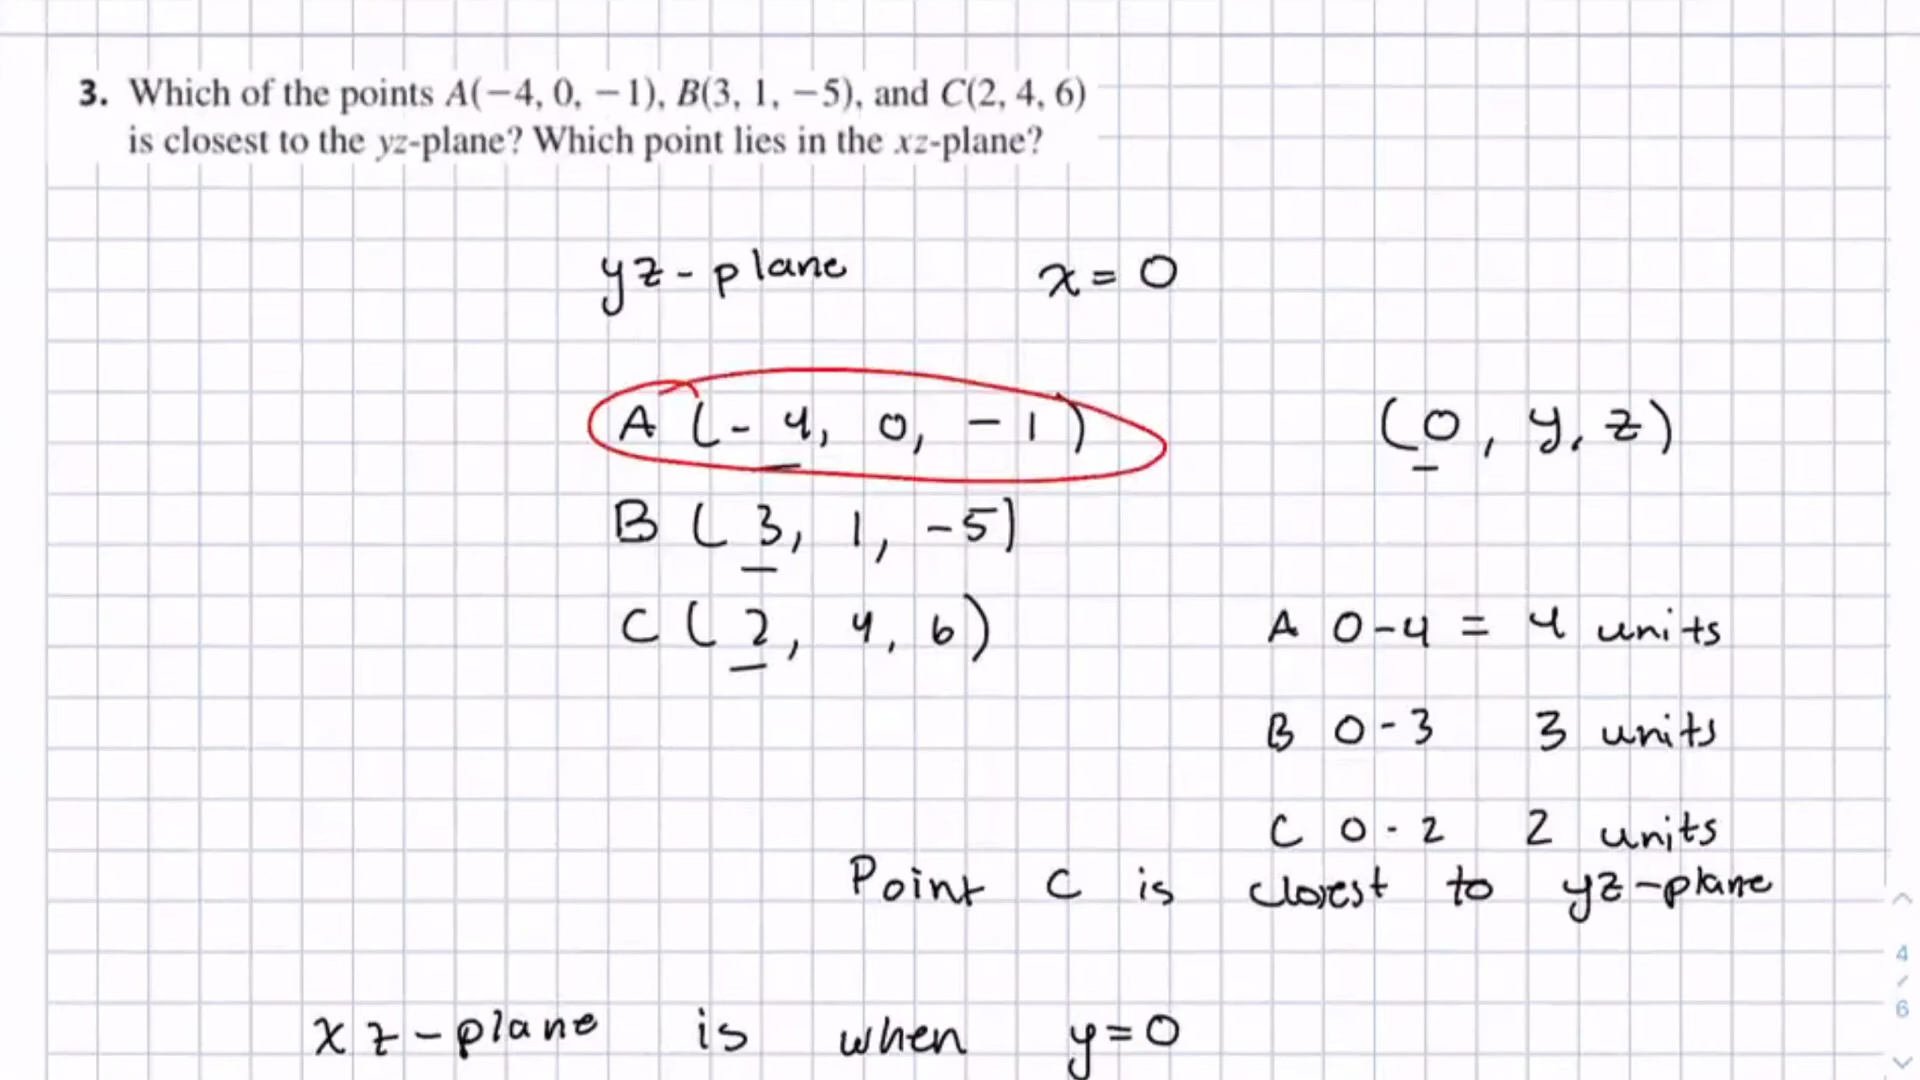 3. Which of the points A(−4, 0, −1), B(3, 1, −5), and C(2, 4, 6)
is closest to the yz-plane? Which point lies in the xz-plane?
yz-plane x=0
A (-4, 0, -1) (0, y, z)
B (3, 1, -5)
C (2, 4, 6)
A 0-4 = 4 units
B 0-3 3 units
C 0-2 2 units
Point C is closest to yz-plane
4
/
6
xz-plane is when y=0